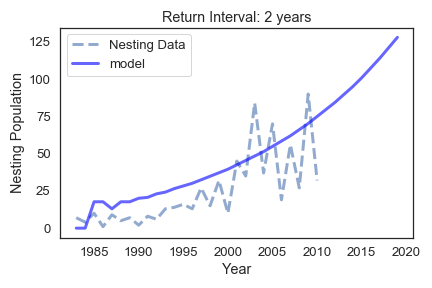 Return Interval: 2 years
Nesting Data
model
Nesting Population
125
100
75
50
25
0
1985 1990 1995 2000 2005 2010 2015 2020
Year